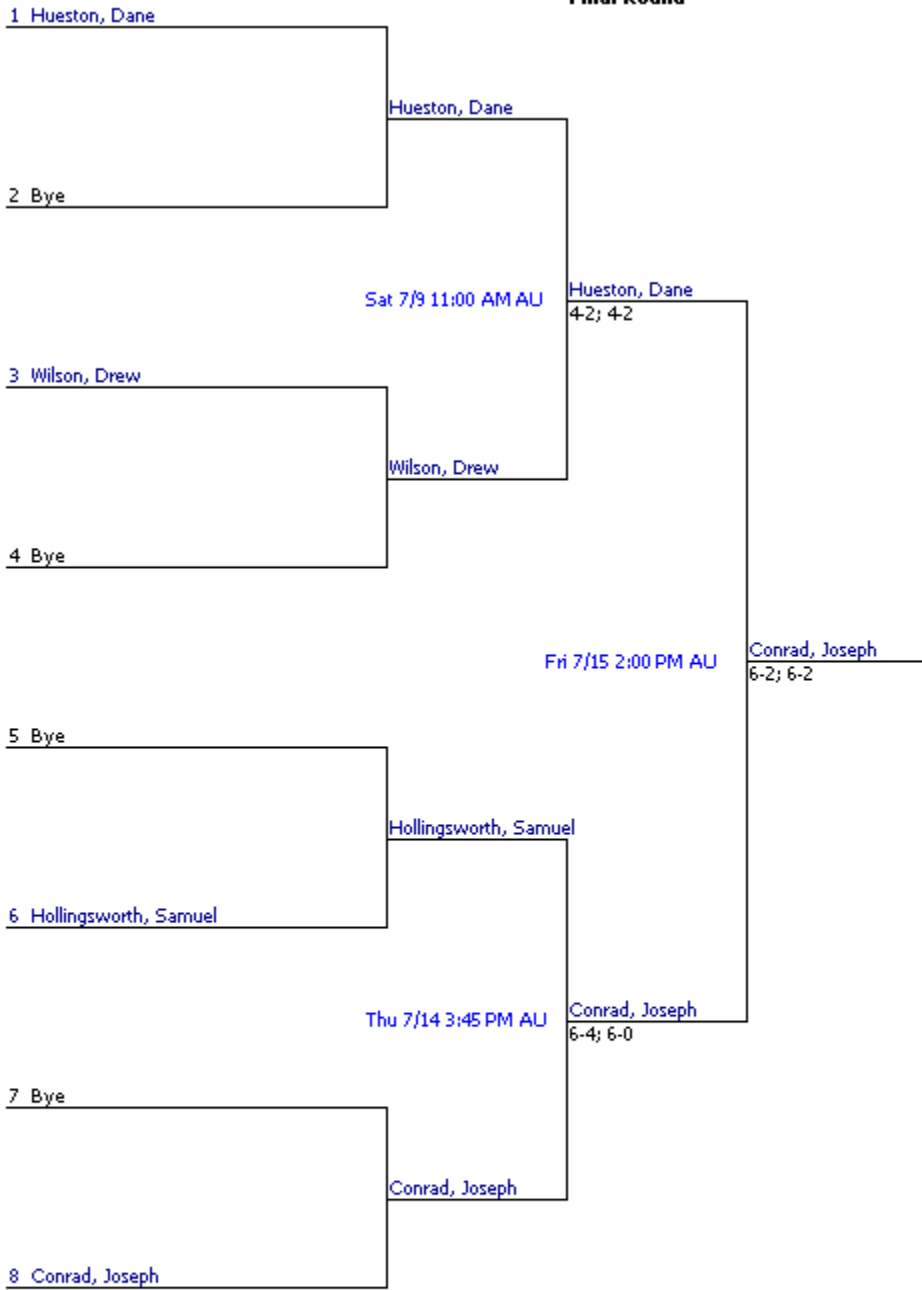 Final Round
1 Hueston, Dane
Hueston, Dane
2 Bye
Sat 7/9 11:00 AM AU
Hueston, Dane
4-2; 4-2
3 Wilson, Drew
Wilson, Drew
4 Bye
Fri 7/15 2:00 PM AU
Conrad, Joseph
6-2; 6-2
5 Bye
Hollingsworth, Samuel
6 Hollingsworth, Samuel
Thu 7/14 3:45 PM AU
Conrad, Joseph
6-4; 6-0
7 Bye
Conrad, Joseph
8 Conrad, Joseph